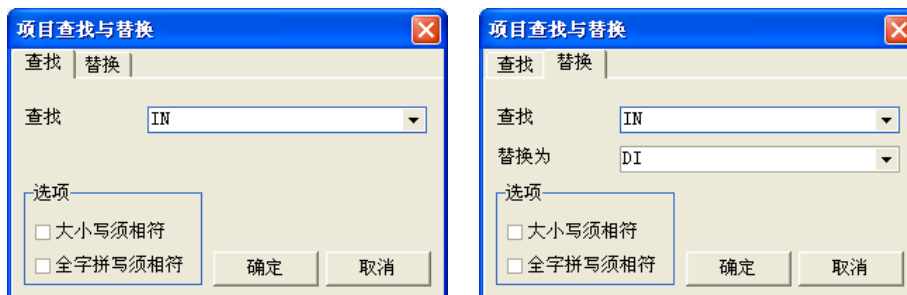 项目查找与替换
查找 替换
查找 IN
选项
大小写须相符
全字拼写须相符
确定 取消
项目查找与替换
查找 替换
查找 IN
替换为 DI
选项
大小写须相符
全字拼写须相符
确定 取消